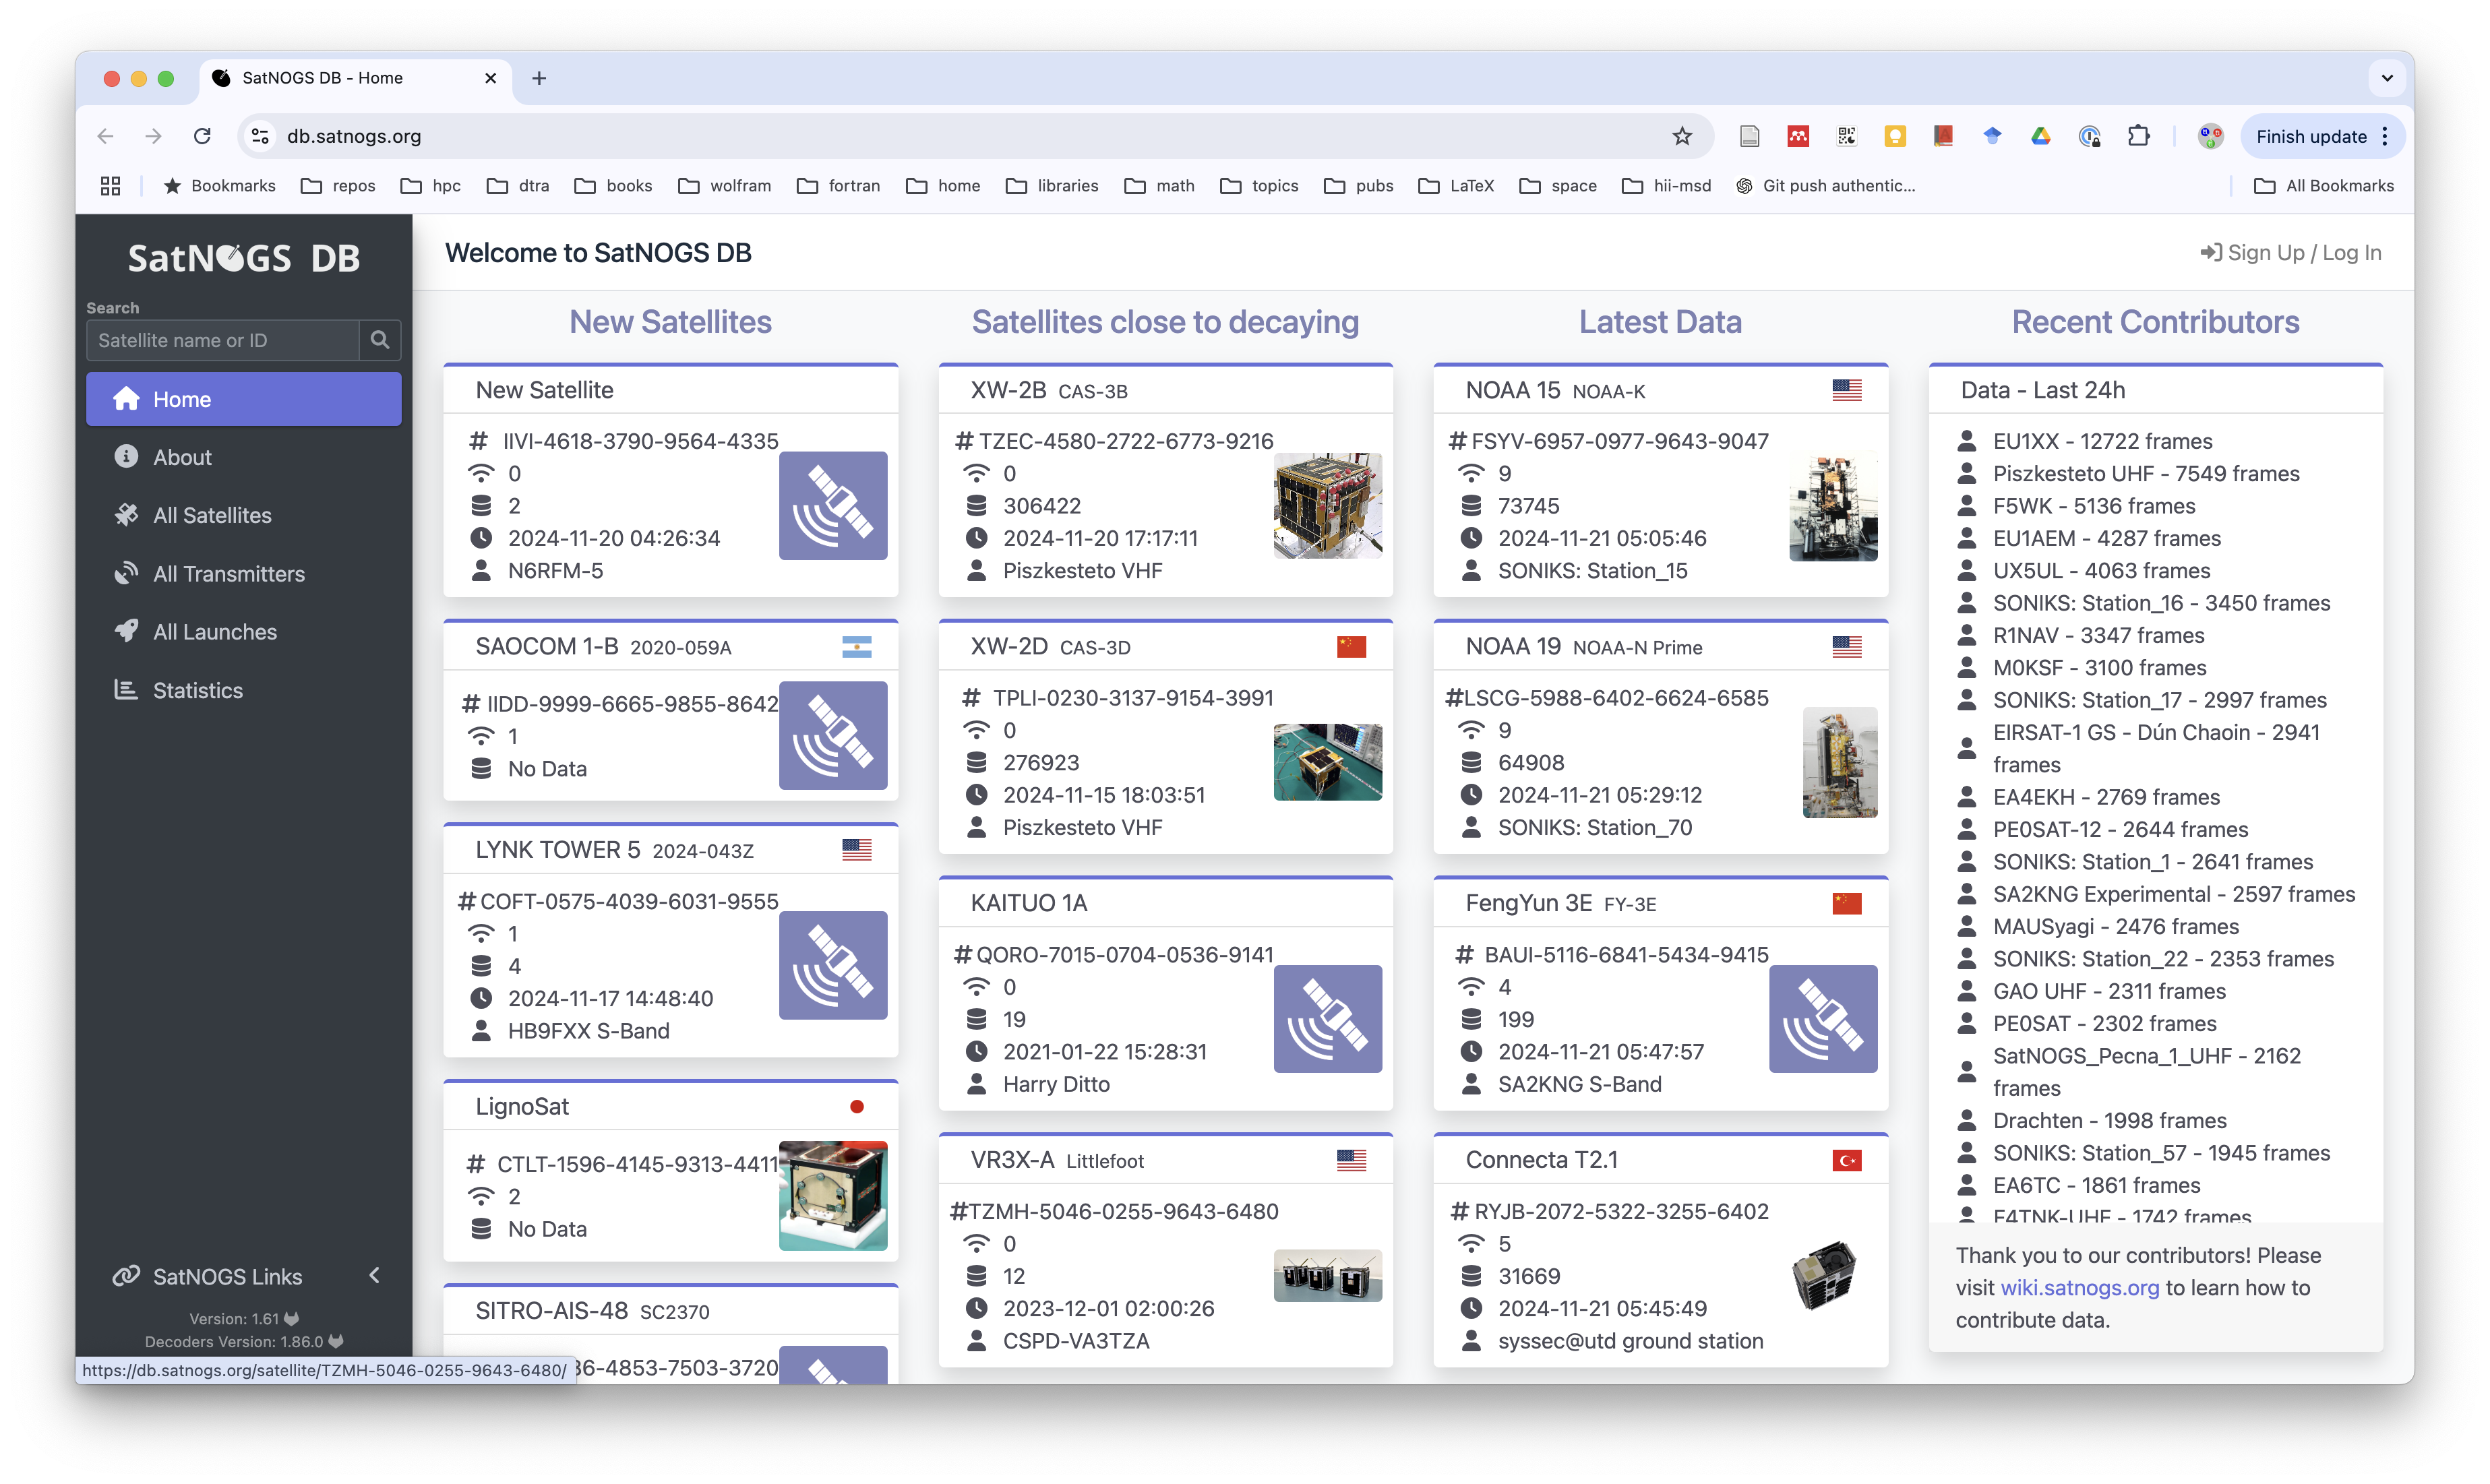 SatNOGS DB - Home
db.satnogs.org
Finish update
Bookmarks
repos
hpc
dtra
books
wolfram
fortran
home
libraries
math
topics
pubs
LaTeX
space
hii-msd
Git push authentic...
All Bookmarks
SatNOGS DB
Search
Satellite name or ID
Home
About
All Satellites
All Transmitters
All Launches
Statistics
SatNOGS Links
Version: 1.61
Decoders Version: 1.86.0
https://db.satnogs.org/satellite/TZMH-5046-0255-9643-6480/
Welcome to SatNOGS DB
Sign Up / Log In
New Satellites
New Satellite
# IIVI-4618-3790-9564-4335
0
2
2024-11-20 04:26:34
N6RFM-5
SAOCOM 1-B 2020-059A
# IIDD-9999-6665-9855-8642
1
No Data
LYNK TOWER 5 2024-043Z
# COFT-0575-4039-6031-9555
1
4
2024-11-17 14:48:40
HB9FXX S-Band
LignoSat
# CTLT-1596-4145-9313-4411
2
No Data
SITRO-AIS-48 SC2370
36-4853-7503-3720
Satellites close to decaying
XW-2B CAS-3B
# TZEC-4580-2722-6773-9216
0
306422
2024-11-20 17:17:11
Piszkesteto VHF
XW-2D CAS-3D
# TPLI-0230-3137-9154-3991
0
276923
2024-11-15 18:03:51
Piszkesteto VHF
KAITUO 1A
# QORO-7015-0704-0536-9141
0
19
2021-01-22 15:28:31
Harry Ditto
VR3X-A Littlefoot
#TZMH-5046-0255-9643-6480
0
12
2023-12-01 02:00:26
CSPD-VA3TZA
Latest Data
NOAA 15 NOAA-K
# FSYV-6957-0977-9643-9047
9
73745
2024-11-21 05:05:46
SONIKS: Station_15
NOAA 19 NOAA-N Prime
#LSCG-5988-6402-6624-6585
9
64908
2024-11-21 05:29:12
SONIKS: Station_70
FengYun 3E FY-3E
# BAUI-5116-6841-5434-9415
4
199
2024-11-21 05:47:57
SA2KNG S-Band
Connecta T2.1
# RYJB-2072-5322-3255-6402
5
31669
2024-11-21 05:45:49
syssec@utd ground station
Recent Contributors
Data - Last 24h
EU1XX - 12722 frames
Piszkesteto UHF - 7549 frames
F5WK - 5136 frames
EU1AEM - 4287 frames
UX5UL - 4063 frames
SONIKS: Station_16 - 3450 frames
R1NAV - 3347 frames
M0KSF - 3100 frames
SONIKS: Station_17 - 2997 frames
EIRSAT-1 GS - Dún Chaoin - 2941
frames
EA4EKH - 2769 frames
PE0SAT-12 - 2644 frames
SONIKS: Station_1 - 2641 frames
SA2KNG Experimental - 2597 frames
MAUSyagi - 2476 frames
SONIKS: Station_22 - 2353 frames
GAO UHF - 2311 frames
PE0SAT - 2302 frames
SatNOGS_Pecna_1_UHF - 2162
frames
Drachten - 1998 frames
SONIKS: Station_57 - 1945 frames
EA6TC - 1861 frames
F4TNK-UHF - 1742 frames
Thank you to our contributors! Please
visit wiki.satnogs.org to learn how to
contribute data.